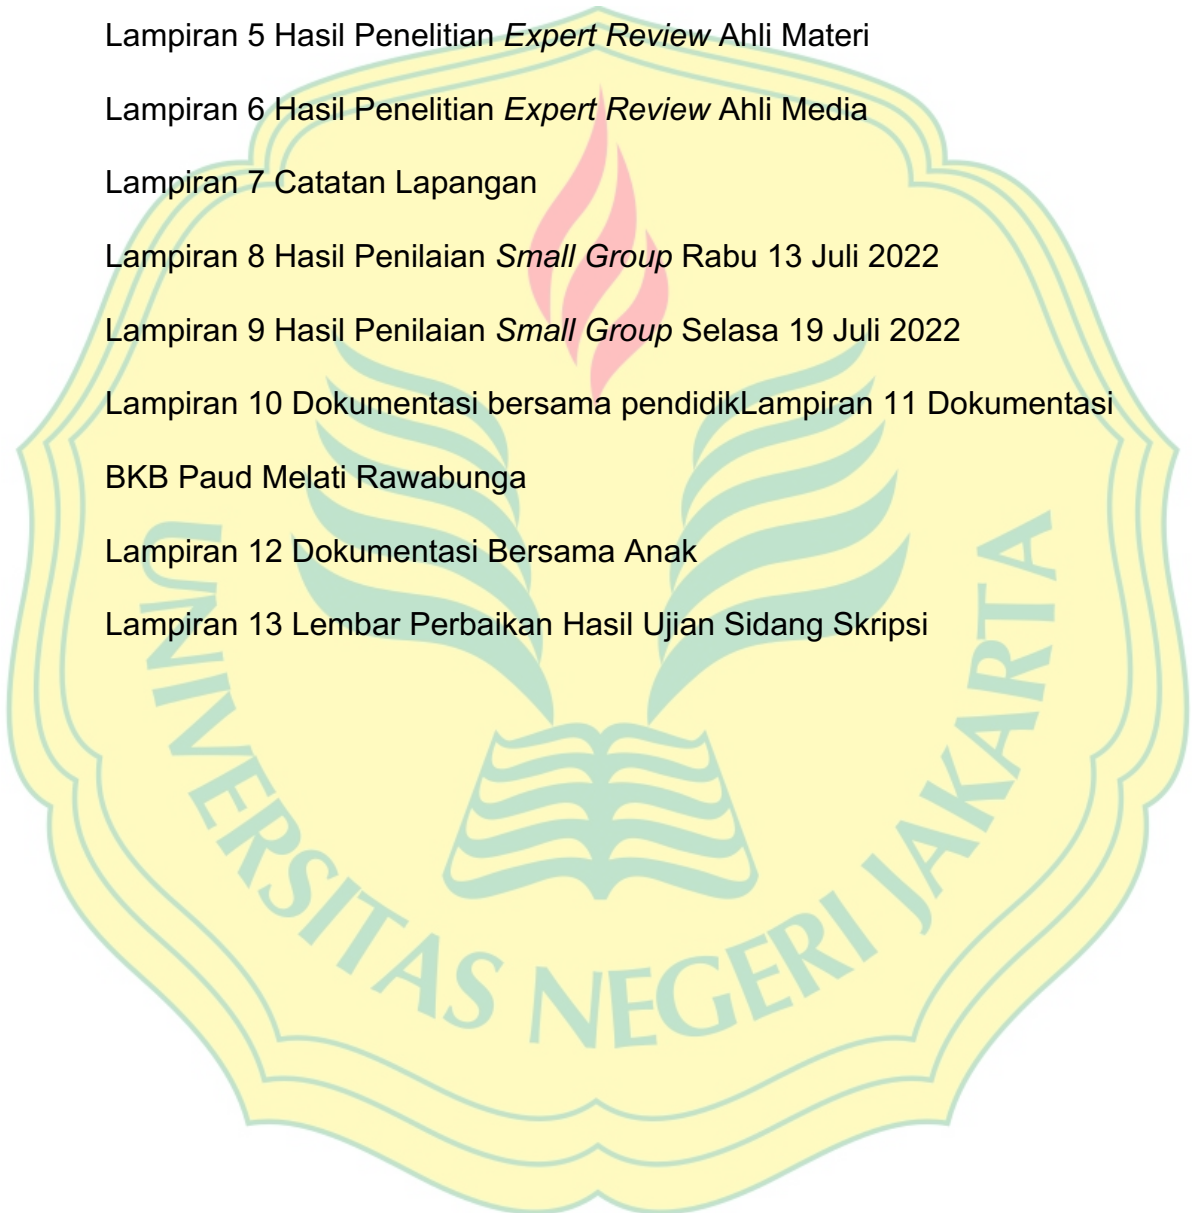 Lampiran 5 Hasil Penelitian Expert Review Ahli Materi
Lampiran 6 Hasil Penelitian Expert Review Ahli Media
Lampiran 7 Catatan Lapangan
Lampiran 8 Hasil Penilaian Small Group Rabu 13 Juli 2022
Lampiran 9 Hasil Penilaian Small Group Selasa 19 Juli 2022
Lampiran 10 Dokumentasi bersama pendidikLampiran 11 Dokumentasi
BKB Paud Melati Rawabunga
Lampiran 12 Dokumentasi Bersama Anak
Lampiran 13 Lembar Perbaikan Hasil Ujian Sidang Skripsi
UNIVERSITAS NEGERI JAKARTA